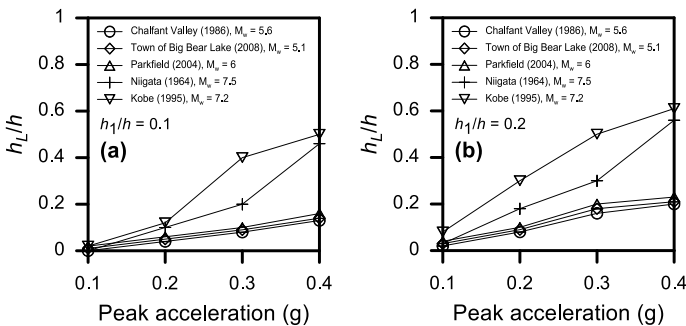 1
0.8
0.6
0.4
0.2
0
h_L/h
Chalfant Valley (1986), M_w = 5.6
Town of Big Bear Lake (2008), M_w = 5.1
Parkfield (2004), M_w = 6
Niigata (1964), M_w = 7.5
Kobe (1995), M_w = 7.2
h_1/h = 0.1
(a)
0.1 0.2 0.3 0.4
Peak acceleration (g)
1
0.8
0.6
0.4
0.2
0
h_L/h
Chalfant Valley (1986), M_w = 5.6
Town of Big Bear Lake (2008), M_w = 5.1
Parkfield (2004), M_w = 6
Niigata (1964), M_w = 7.5
Kobe (1995), M_w = 7.2
h_1/h = 0.2
(b)
0.1 0.2 0.3 0.4
Peak acceleration (g)